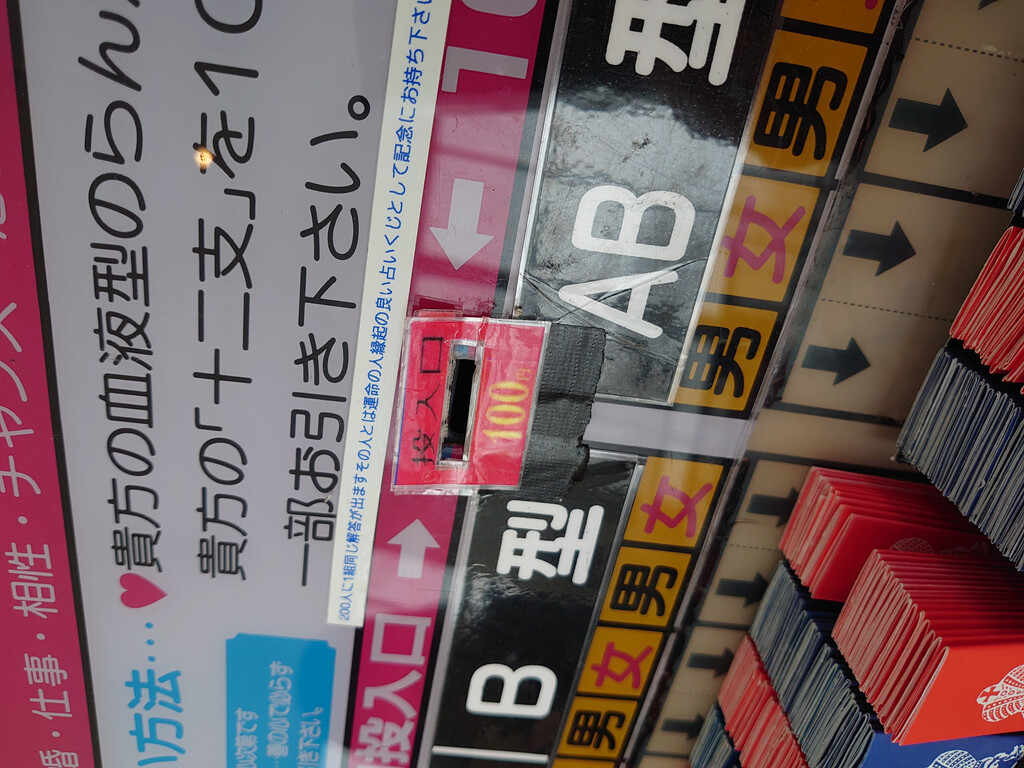 婚・仕事・相性・チャンス
い方法…
♥貴方の血液型のらん
貴方の「十二支」を1
一部お引き下さい。
200人に1組同じ解答が出ますその人とは運命の人縁起の良い占いくじとして記念にお持ち下さい
投入口
投入口
100円
B型
AB型
男
女
男
女
男
女
男